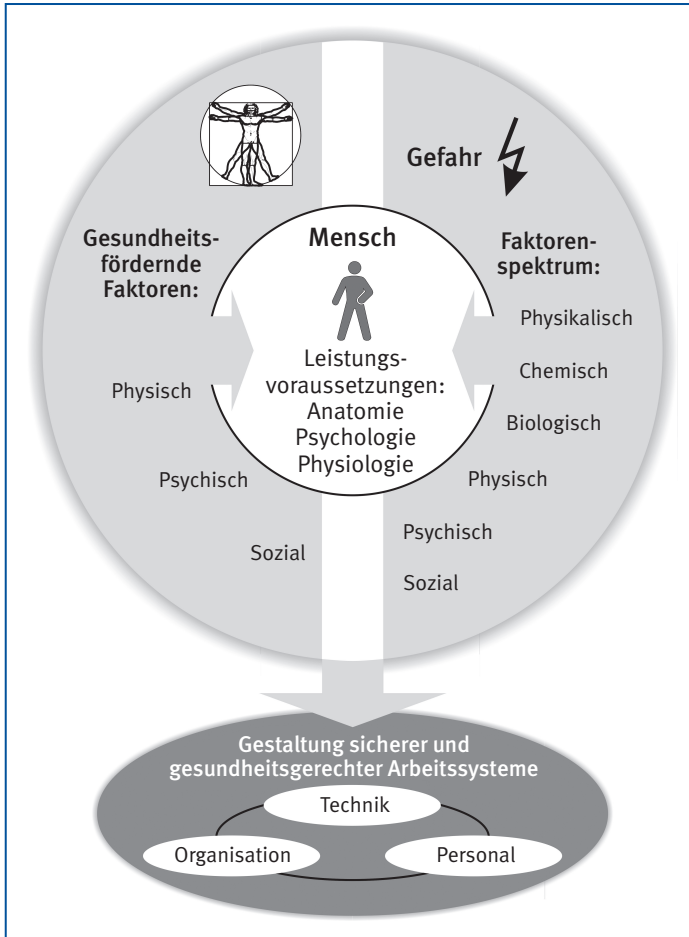 Gesundheits-
fördernde
Faktoren:
Physisch
Psychisch
Sozial
Mensch
Leistungs-
voraussetzungen:
Anatomie
Psychologie
Physiologie
Gefahr
Faktoren-
spektrum:
Physikalisch
Chemisch
Biologisch
Physisch
Psychisch
Sozial
Gestaltung sicherer und
gesundheitsgerechter Arbeitssysteme
Technik
Organisation
Personal